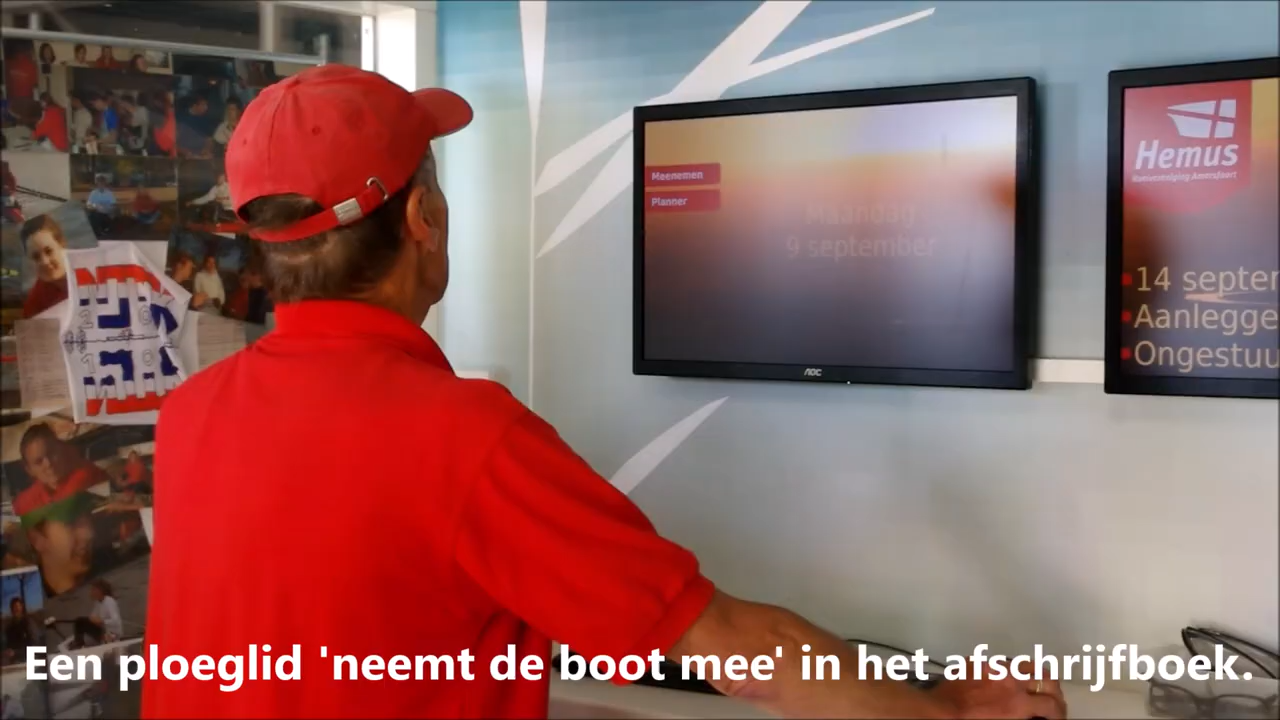 Meenemen
Planner
Maandag
9 september
AOC
Hemus
Roeivereniging Amersfoort
14 septer
Aanlegge
Ongestuu
Een ploeglid 'neemt de boot mee' in het afschrijfboek.